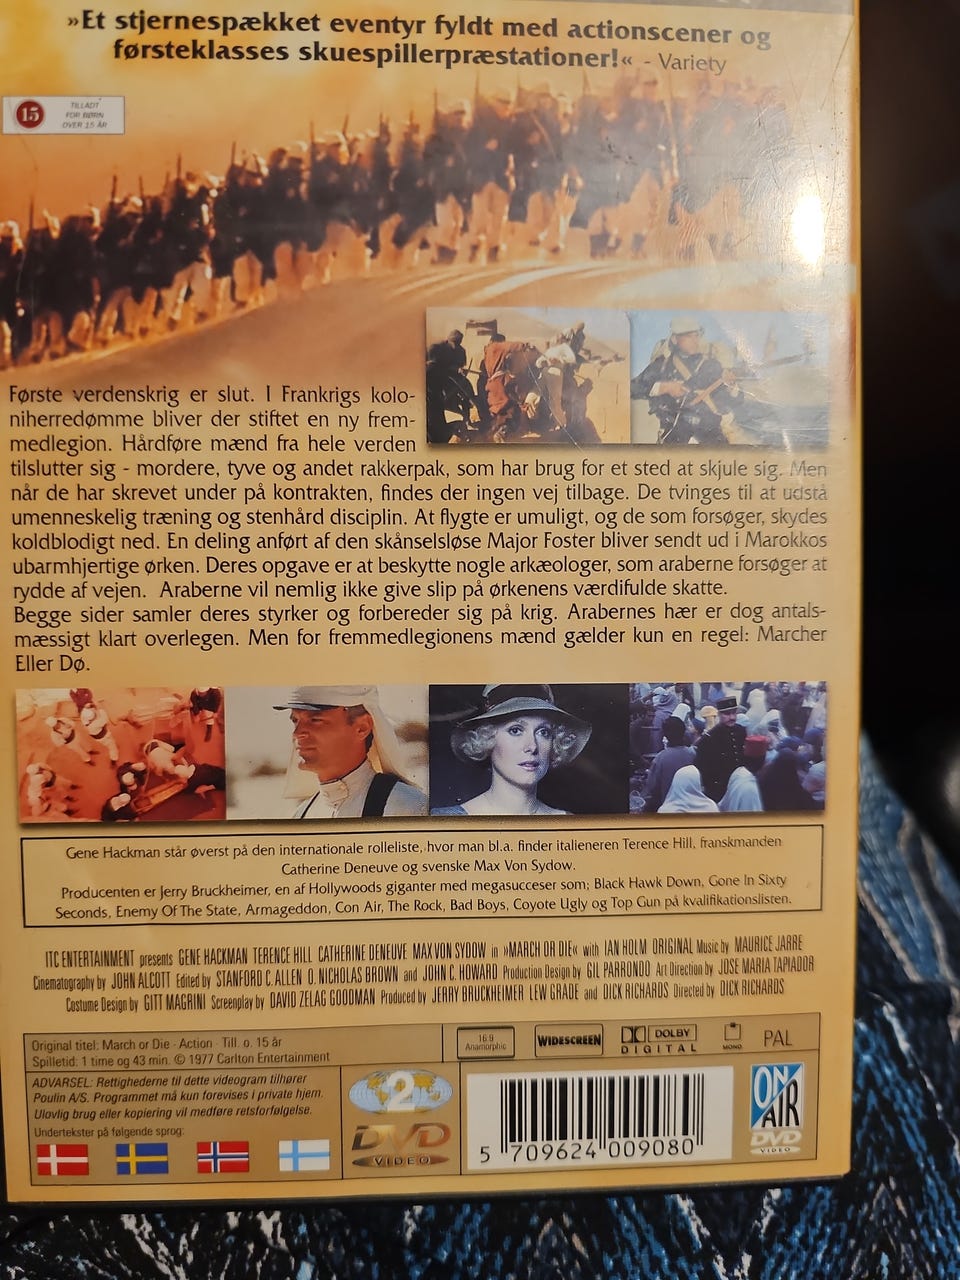 »Et stjernespækket eventyr fyldt med actionscener og
førsteklasses skuespillerpræstationer!« - Variety
15
TILLADT
FOR BØRN
OVER 15 ÅR
Første verdenskrig er slut. I Frankrigs kolo-
niherredømme bliver der stiftet en ny frem-
medlegion. Hårdføre mænd fra hele verden
tilslutter sig - mordere, tyve og andet rakkerpak, som har brug for et sted at skjule sig. Men
når de har skrevet under på kontrakten, findes der ingen vej tilbage. De tvinges til at udstå
umenneskelig træning og stenhård disciplin. At flygte er umuligt, og de som forsøger, skydes
koldblodigt ned. En deling anført af den skånselsløse Major Foster bliver sendt ud i Marokkos
ubarmhjertige ørken. Deres opgave er at beskytte nogle arkæologer, som araberne forsøger at
rydde af vejen. Araberne vil nemlig ikke give slip på ørkenens værdifulde skatte.
Begge sider samler deres styrker og forbereder sig på krig. Arabernes hær er dog antals-
mæssigt klart overlegen. Men for fremmedlegionens mænd gælder kun en regel: Marcher
Eller Dø.
Gene Hackman står øverst på den internationale rolleliste, hvor man bl.a. finder italieneren Terence Hill, franskmanden
Catherine Deneuve og svenske Max Von Sydow.
Producenten er Jerry Bruckheimer, en af Hollywoods giganter med megasucceser som; Black Hawk Down, Gone In Sixty
Seconds, Enemy Of The State, Armageddon, Con Air, The Rock, Bad Boys, Coyote Ugly og Top Gun på kvalifikationslisten.
ITC ENTERTAINMENT presents GENE HACKMAN TERENCE HILL CATHERINE DENEUVE MAX VON SYDOW in »MARCH OR DIE« with IAN HOLM ORIGINAL Music by MAURICE JARRE
Cinematography by JOHN ALCOTT Edited by STANFORD C. ALLEN O. NICHOLAS BROWN and JOHN C. HOWARD Production Design by GIL PARRONDO Art Direction by JOSE MARIA TAPIADOR
Costume Design by GITT MAGRINI Screenplay by DAVID ZELAG GOODMAN Produced by JERRY BRUCKHEIMER LEW GRADE and DICK RICHARDS Directed by DICK RICHARDS
Original titel: March or Die · Action · Till. o. 15 år
Spilletid: 1 time og 43 min. © 1977 Carlton Entertainment
16:9
Anamorphic
WIDESCREEN
DOLBY
DIGITAL
MONO
PAL
ADVARSEL: Rettighederne til dette videogram tilhører
Poulin A/S. Programmet må kun forevises i private hjem.
Ulovlig brug eller kopiering vil medføre retsforfølgelse.
Undertekster på følgende sprog:
2
DVD
VIDEO
5 709624 009080
ON
AIR
DVD
VIDEO